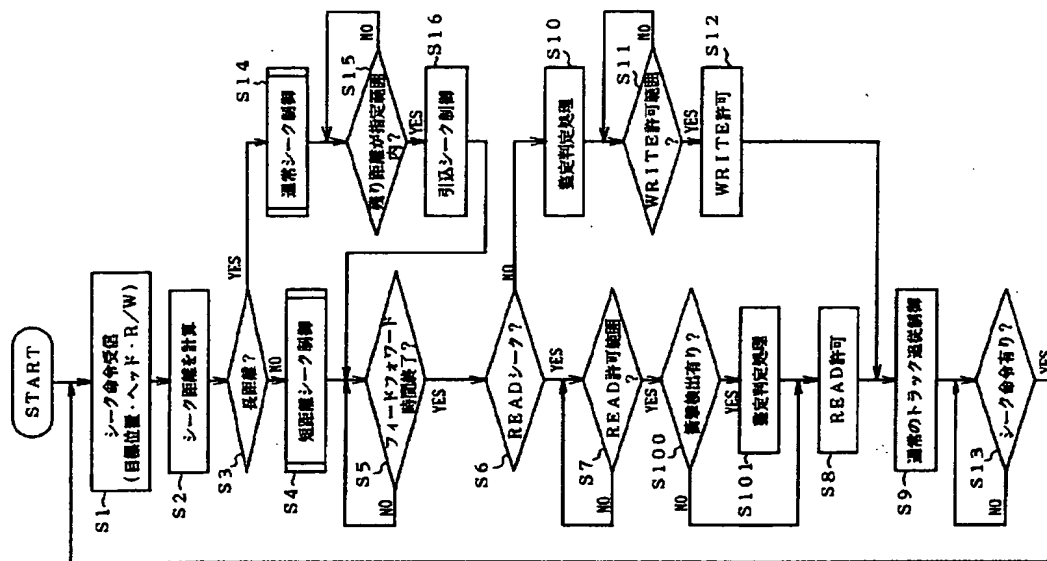 START
S1
シーク命令受信
(目標位置・ヘッド・R/W)
S2
シーク距離を計算
S3
長距離?
YES
NO
S4
短距離シーク制御
S5
フィードフォワード
時間終了?
NO
YES
S6
READシーク?
NO
YES
S7
READ許可範囲
?
NO
YES
S100
衝撃検出有り?
NO
YES
S101
整定判定処理
S8
READ許可
S9
通常のトラック追従制御
S13
シーク命令有り?
NO
YES
S14
通常シーク制御
S15
残り距離が指定範囲
内?
NO
YES
S16
引込シーク制御
S10
整定判定処理
S11
WRITE許可範囲
?
NO
YES
S12
WRITE許可